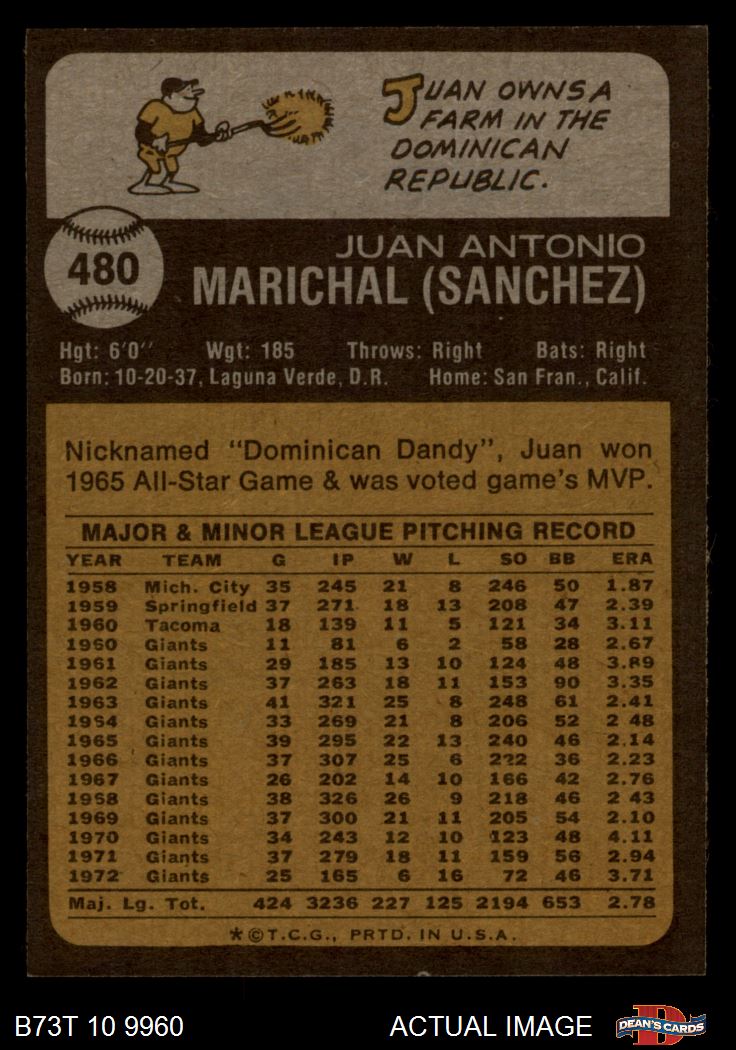 JUAN OWNS A
FARM IN THE
DOMINICAN
REPUBLIC.
480
JUAN ANTONIO
MARICHAL (SANCHEZ)
Hgt: 6'0" Wgt: 185 Throws: Right Bats: Right
Born: 10-20-37, Laguna Verde, D.R. Home: San Fran., Calif.
Nicknamed "Dominican Dandy", Juan won
1965 All-Star Game & was voted game's MVP.
MAJOR & MINOR LEAGUE PITCHING RECORD
YEAR TEAM G IP W L SO BB ERA
1958 Mich. City 35 245 21 8 246 50 1.87
1959 Springfield 37 271 18 13 208 47 2.39
1960 Tacoma 18 139 11 5 121 34 3.11
1960 Giants 11 81 6 2 58 28 2.67
1961 Giants 29 185 13 10 124 48 3.89
1962 Giants 37 263 18 11 153 90 3.35
1963 Giants 41 321 25 8 248 61 2.41
1964 Giants 33 269 21 8 206 52 2 48
1965 Giants 39 295 22 13 240 46 2.14
1966 Giants 37 307 25 6 222 36 2.23
1967 Giants 26 202 14 10 166 42 2.76
1968 Giants 38 326 26 9 218 46 2 43
1969 Giants 37 300 21 11 205 54 2.10
1970 Giants 34 243 12 10 123 48 4.11
1971 Giants 37 279 18 11 159 56 2.94
1972 Giants 25 165 6 16 72 46 3.71
Maj. Lg. Tot. 424 3236 227 125 2194 653 2.78
*©T.C.G., PRTD. IN U.S.A.
B73T 10 9960 ACTUAL IMAGE D DEAN'S CARDS